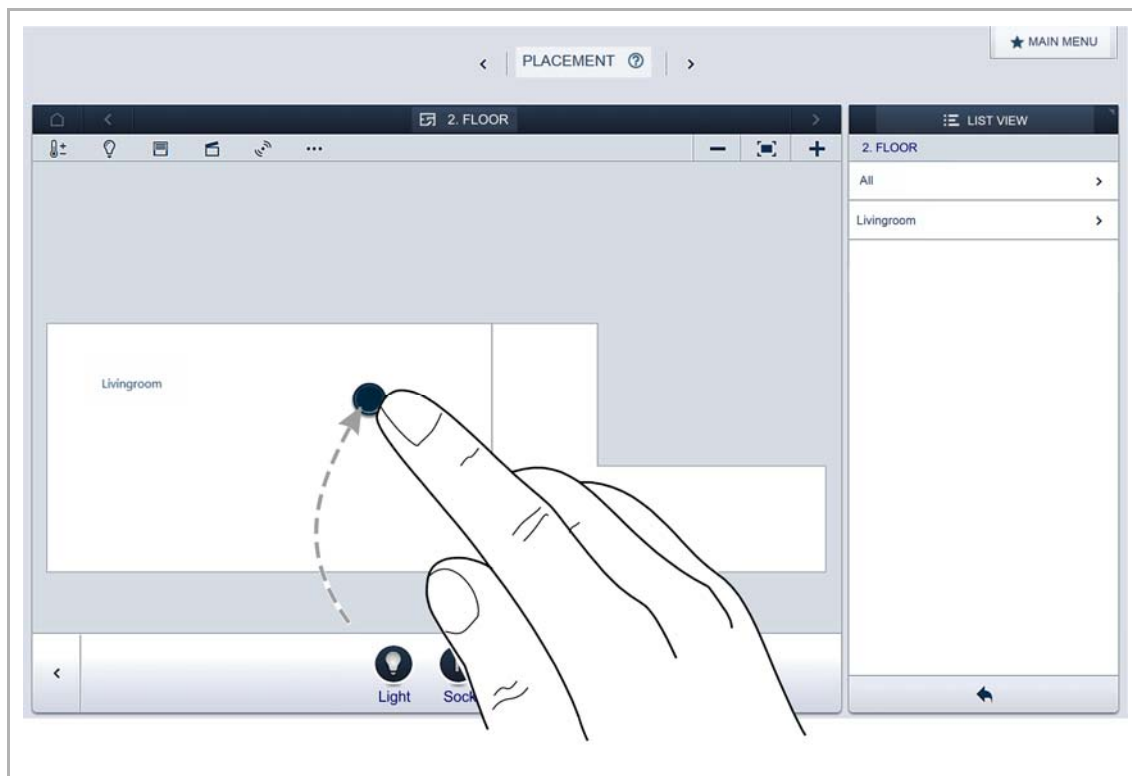 ★ MAIN MENU
‹ PLACEMENT ? ›
2. FLOOR
LIST VIEW
2. FLOOR
All
Livingroom
Livingroom
Light